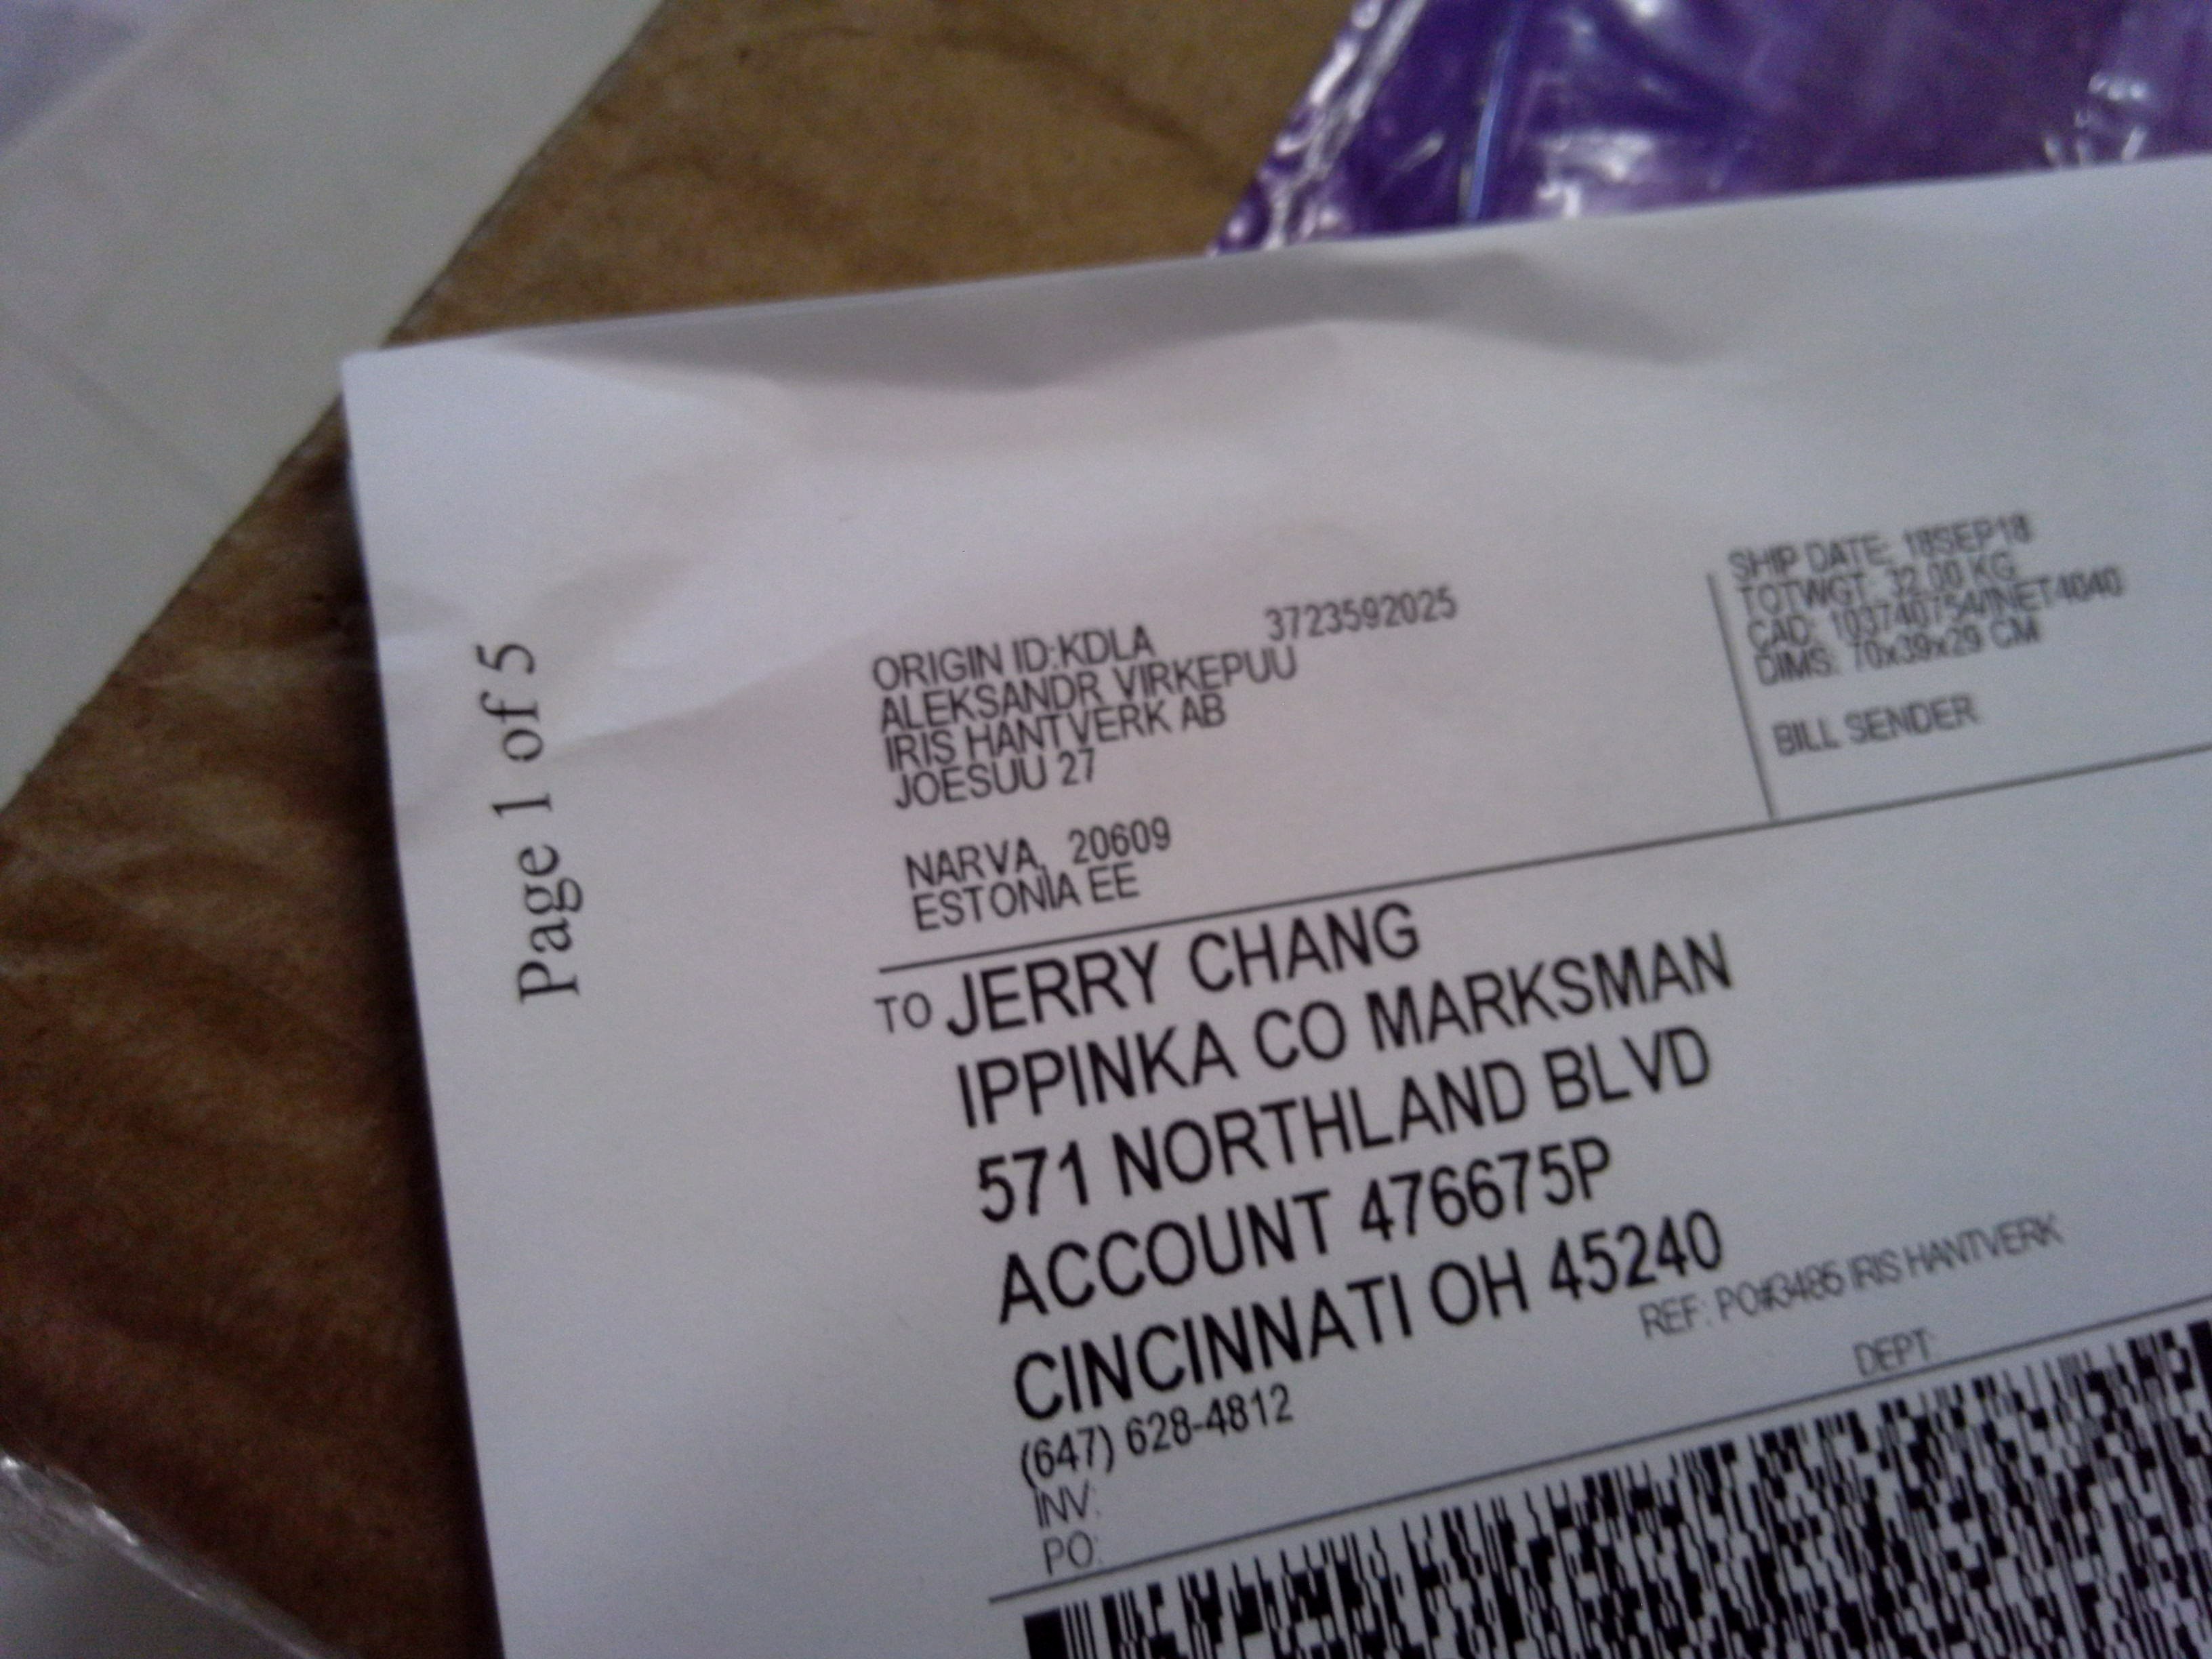 Page 1 of 5
ORIGIN ID:KDLA 3723592025
ALEKSANDR VIRKEPUU
IRIS HANTVERK AB
JOESUU 27
NARVA, 20609
ESTONIA EE
SHIP DATE: 18SEP18
TOTWGT: 32.00 KG
CAD: 103740754/INET4040
DIMS: 70x39x29 CM
BILL SENDER
TO JERRY CHANG
IPPINKA CO MARKSMAN
571 NORTHLAND BLVD
ACCOUNT 476675P
CINCINNATI OH 45240
(647) 628-4812
REF: PO#3485 IRIS HANTVERK
INV:
PO:
DEPT: